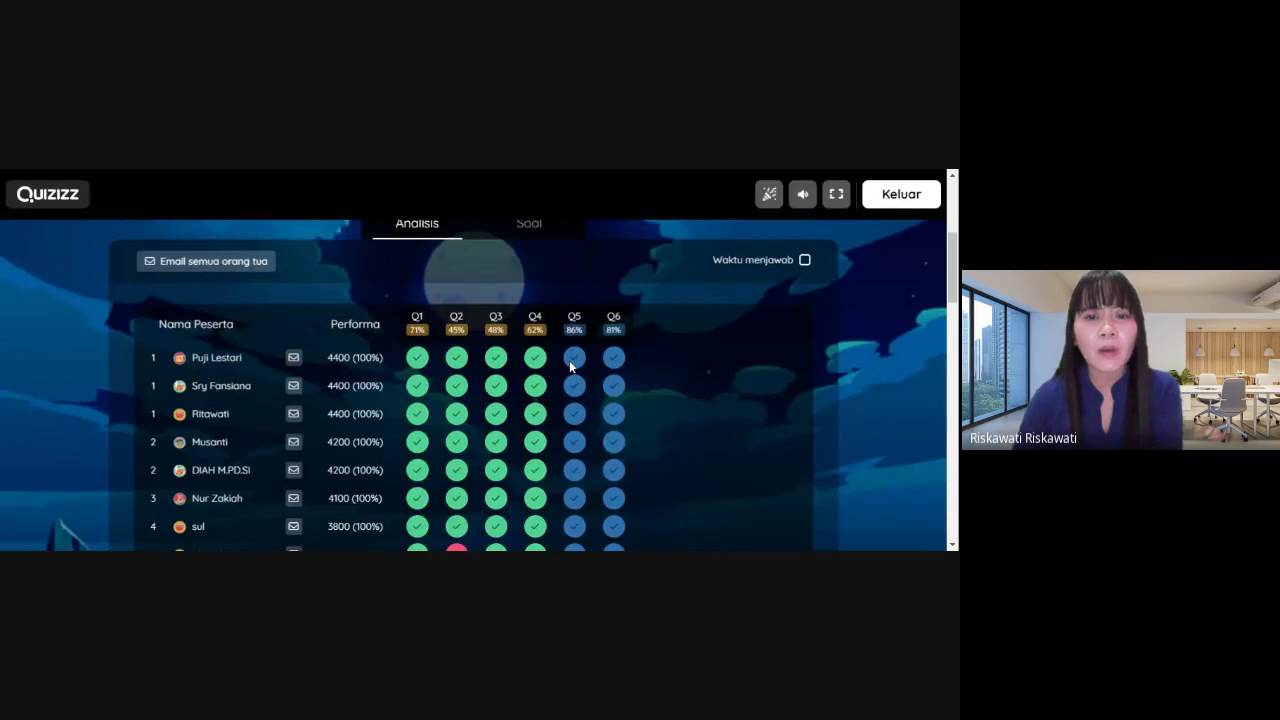 QUIZIZZ
Keluar
Analisis Soal
Email semua orang tua
Waktu menjawab
Nama Peserta Performa Q1 Q2 Q3 Q4 Q5 Q6
71% 45% 48% 62% 86% 81%
1 Puji Lestari 4400 (100%)
1 Sry Fansiana 4400 (100%)
1 Ritawati 4400 (100%)
2 Musanti 4200 (100%)
2 DIAH M.PD.SI 4200 (100%)
3 Nur Zakiah 4100 (100%)
4 sul 3800 (100%)
Riskawati Riskawati